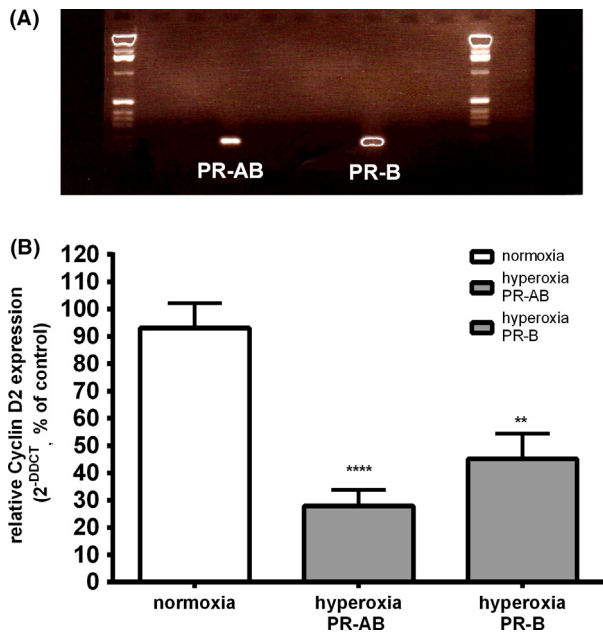 (A)
PR-AB
PR-B
(B)
relative Cyclin D2 expression
(2^-DDCT, % of control)
120
110
100
90
80
70
60
50
40
30
20
10
0
normoxia
hyperoxia
PR-AB
hyperoxia
PR-B
****
**
normoxia
hyperoxia
PR-AB
hyperoxia
PR-B